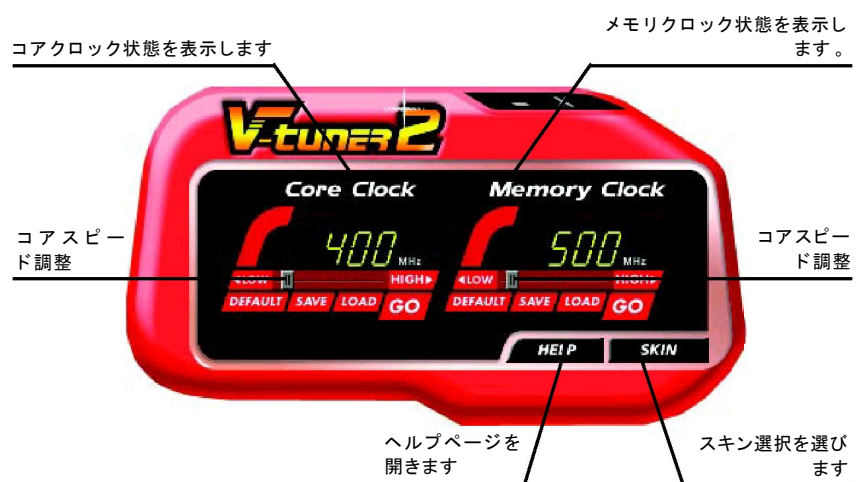 メモリクロック状態を表示し
ます。
コアクロック状態を表示します
V-tuner2
Core Clock
Memory Clock
400 MHz
500 MHz
コアスピー
ド調整
コアスピー
ド調整
◀LOW
HIGH▶
◀LOW
HIGH▶
DEFAULT SAVE LOAD GO
DEFAULT SAVE LOAD GO
HELP
SKIN
ヘルプページを
開きます
スキン選択を選び
ます